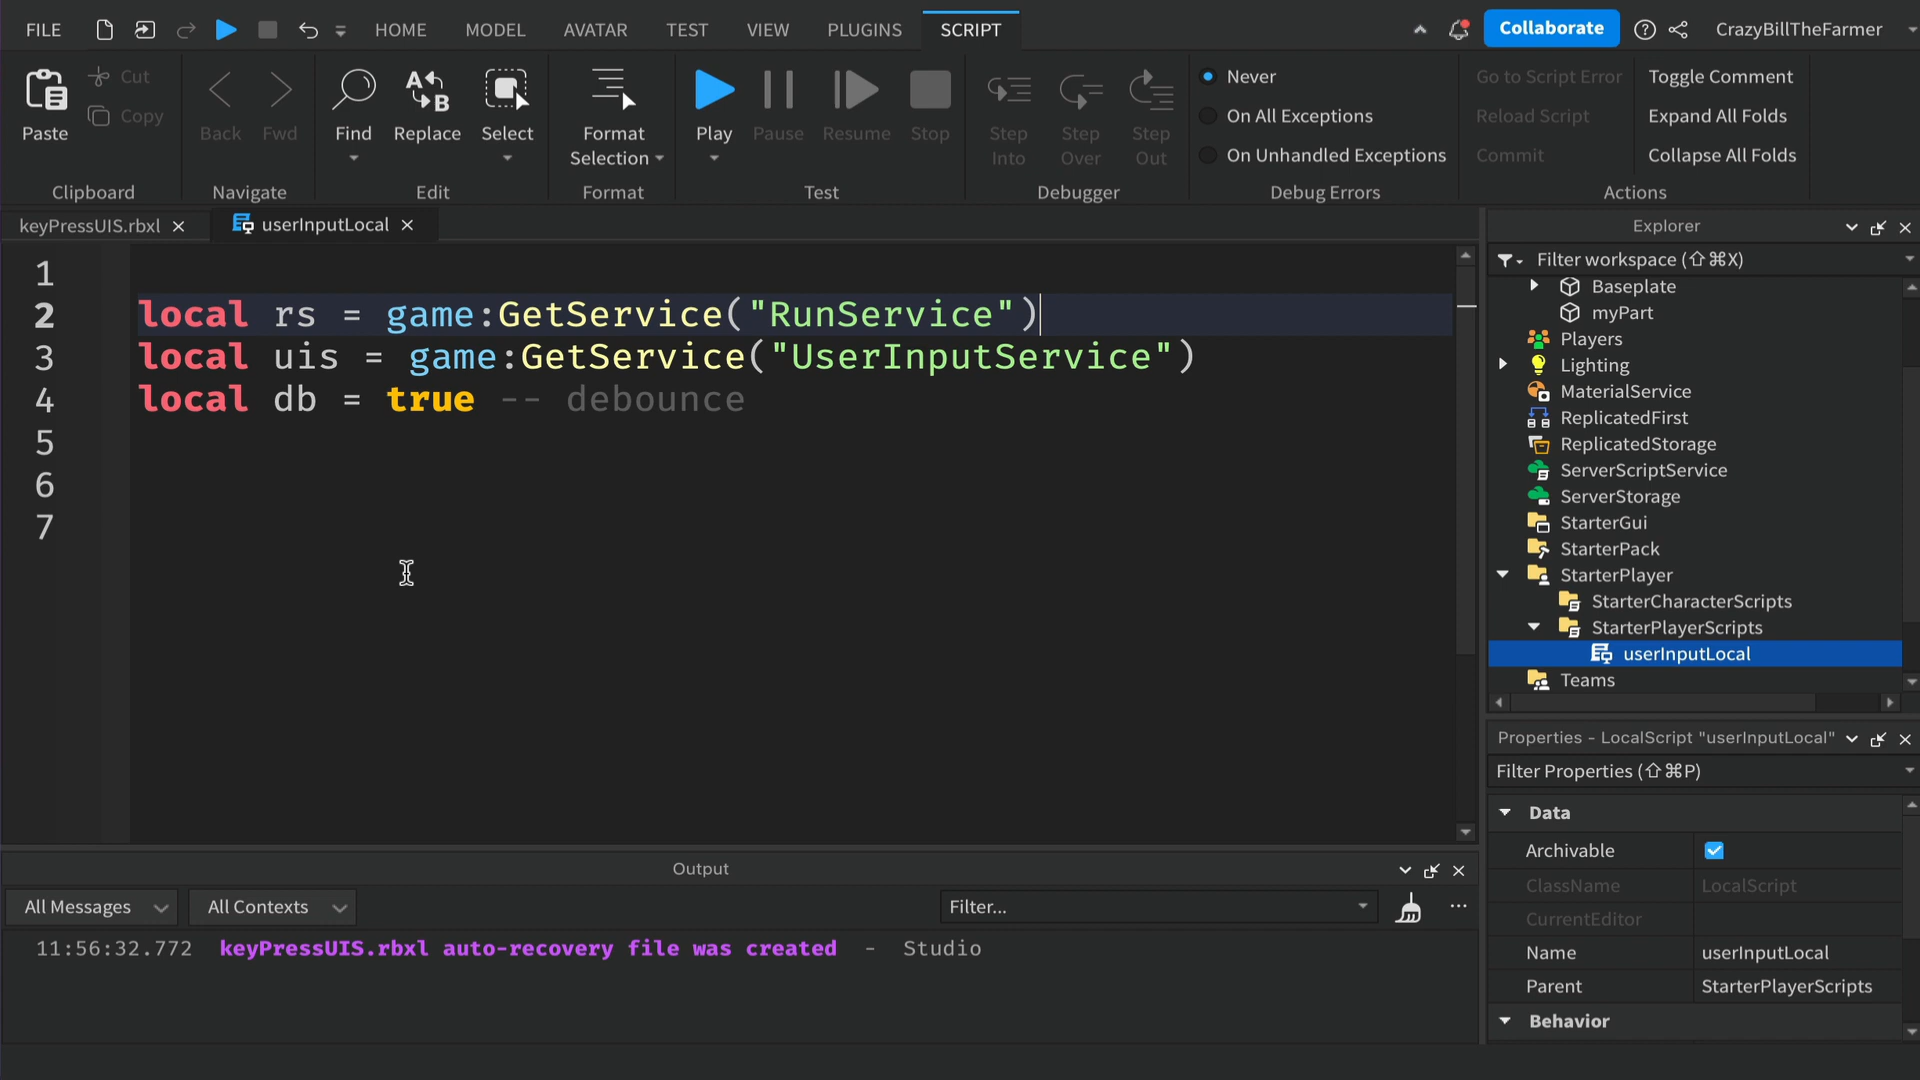 FILE HOME MODEL AVATAR TEST VIEW PLUGINS SCRIPT Collaborate CrazyBillTheFarmer
Paste Cut Copy
Clipboard
Back Fwd
Navigate
Find Replace Select
Edit
Format Selection
Format
Play Pause Resume Stop
Test
Step Into Step Over Step Out
Debugger
Never
On All Exceptions
On Unhandled Exceptions
Debug Errors
Go to Script Error
Reload Script
Commit
Toggle Comment
Expand All Folds
Collapse All Folds
Actions
keyPressUIS.rbxl
userInputLocal
1
2 local rs = game:GetService("RunService")
3 local uis = game:GetService("UserInputService")
4 local db = true -- debounce
5
6
7
Explorer
Filter workspace (⇧⌘X)
Baseplate
myPart
Players
Lighting
MaterialService
ReplicatedFirst
ReplicatedStorage
ServerScriptService
ServerStorage
StarterGui
StarterPack
StarterPlayer
StarterCharacterScripts
StarterPlayerScripts
userInputLocal
Teams
Properties - LocalScript "userInputLocal"
Filter Properties (⇧⌘P)
Data
Archivable
ClassName LocalScript
CurrentEditor
Name userInputLocal
Parent StarterPlayerScripts
Behavior
Output
All Messages All Contexts Filter...
11:56:32.772 keyPressUIS.rbxl auto-recovery file was created - Studio